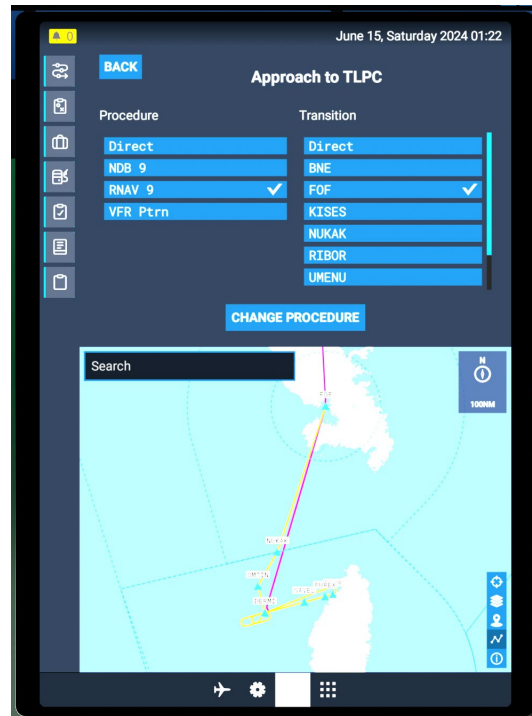 0
June 15, Saturday 2024 01:22
BACK
Approach to TLPC
Procedure
Transition
Direct
NDB 9
RNAV 9
VFR Ptrn
Direct
BNE
FOF
KISES
NUKAK
RIBOR
UMENU
CHANGE PROCEDURE
Search
N
100NM
FOF
NUKAK